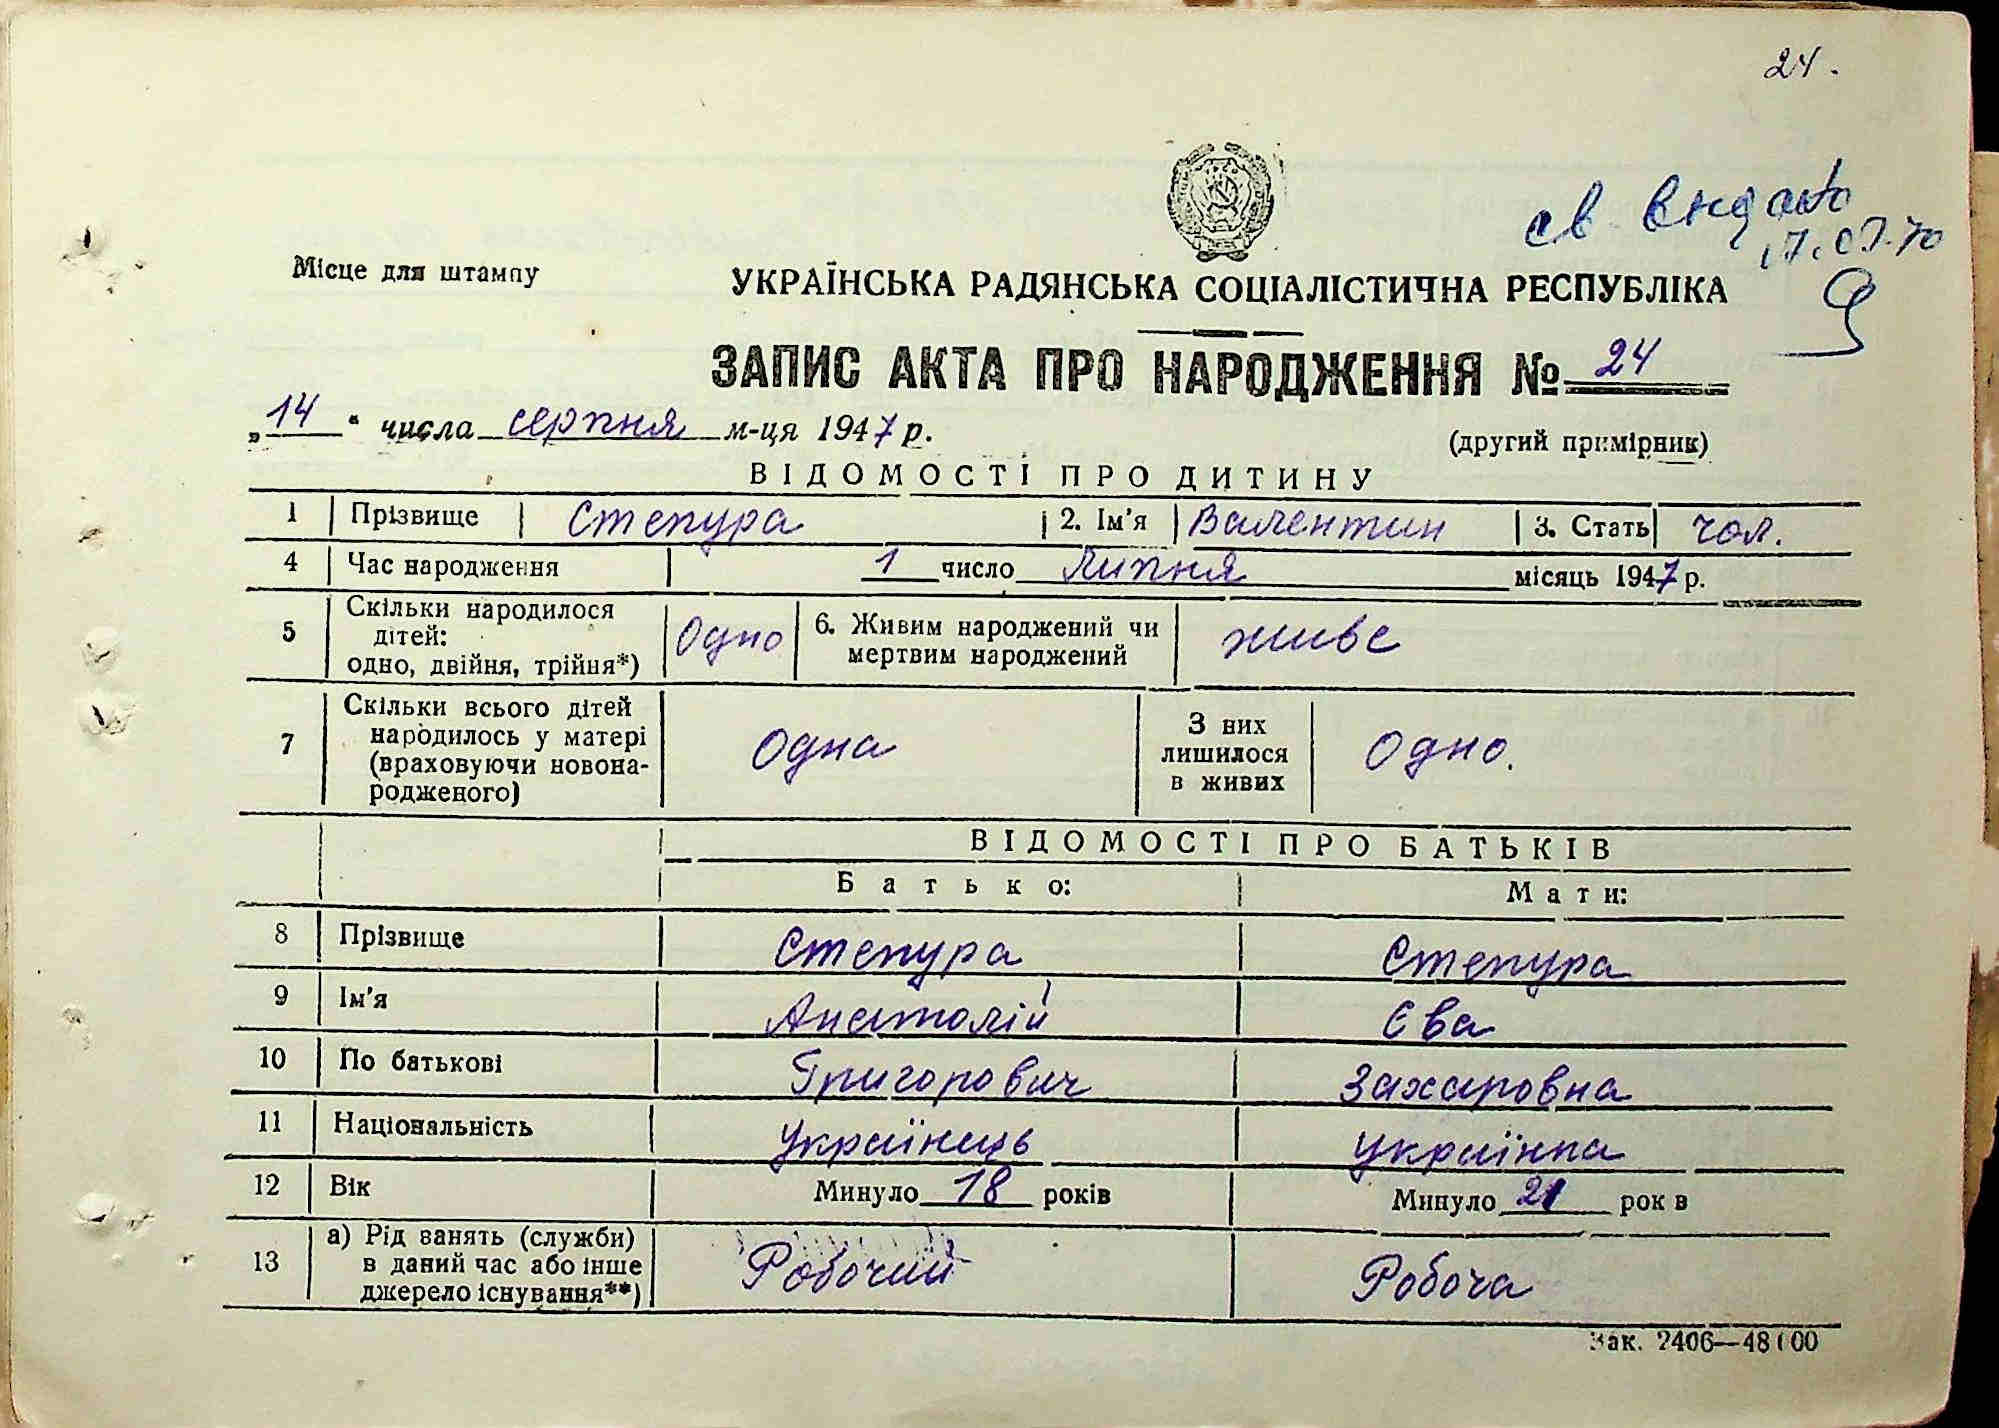 24.
св. видано
17.07.70
Місце для штампу
УКРАЇНСЬКА РАДЯНСЬКА СОЦІАЛІСТИЧНА РЕСПУБЛІКА
ЗАПИС АКТА ПРО НАРОДЖЕННЯ № 24
„14“ числа серпня м-ця 1947 р.
(другий примірник)
ВІДОМОСТІ ПРО ДИТИНУ
1 Прізвище Степура 2. Ім'я Валентин 3. Стать чол.
4 Час народження 1 число Липня місяць 1947 р.
5 Скільки народилося дітей: одно, двійня, трійня*) Одно 6. Живим народжений чи мертвим народжений живе
7 Скільки всього дітей народилось у матері (враховуючи новонародженого) Одна З них лишилося в живих Одно.
ВІДОМОСТІ ПРО БАТЬКІВ
Батько: Мати:
8 Прізвище Степура Степура
9 Ім'я Анатолій Єва
10 По батькові Григорович Захаровна
11 Національність Українець Українка
12 Вік Минуло 18 років Минуло 21 рок в
13 а) Рід занять (служби) в даний час або інше джерело існування**) Робочий Робоча
Зак. 2406—48100